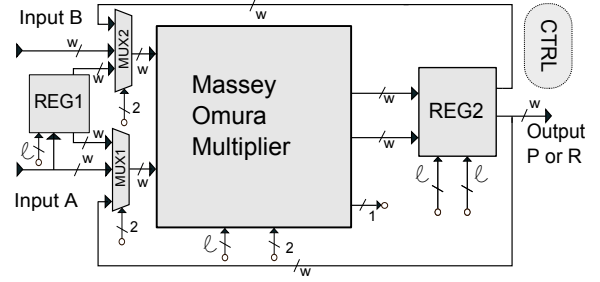 Input B
w
w
w
w
MUX2
2
REG1
ℓ
w
w
Input A
MUX1
w
2
Massey
Omura
Multiplier
ℓ
2
w
w
1
REG2
ℓ
ℓ
w
Output
P or R
w
CTRL